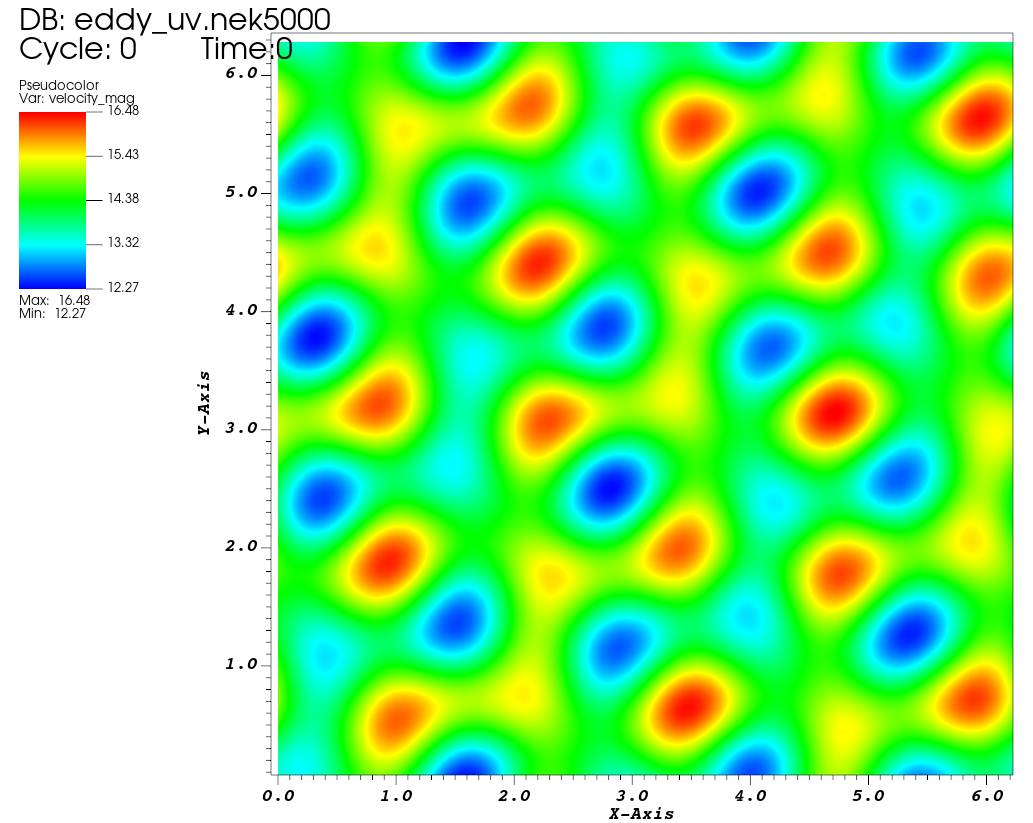 DB: eddy_uv.nek5000
Cycle: 0 Time:0
Pseudocolor
Var: velocity_mag
16.48
15.43
14.38
13.32
12.27
Max: 16.48
Min: 12.27
6.0
5.0
4.0
3.0
2.0
1.0
Y-Axis
0.0 1.0 2.0 3.0 4.0 5.0 6.0
X-Axis